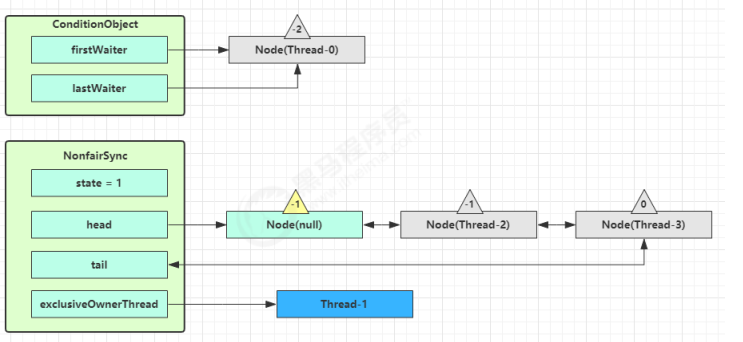 ConditionObject
-2
firstWaiter
Node(Thread-0)
lastWaiter
NonfairSync
state = 1
-1
-1
0
head
Node(null)
Node(Thread-2)
Node(Thread-3)
tail
exclusiveOwnerThread
Thread-1
黑马程序员